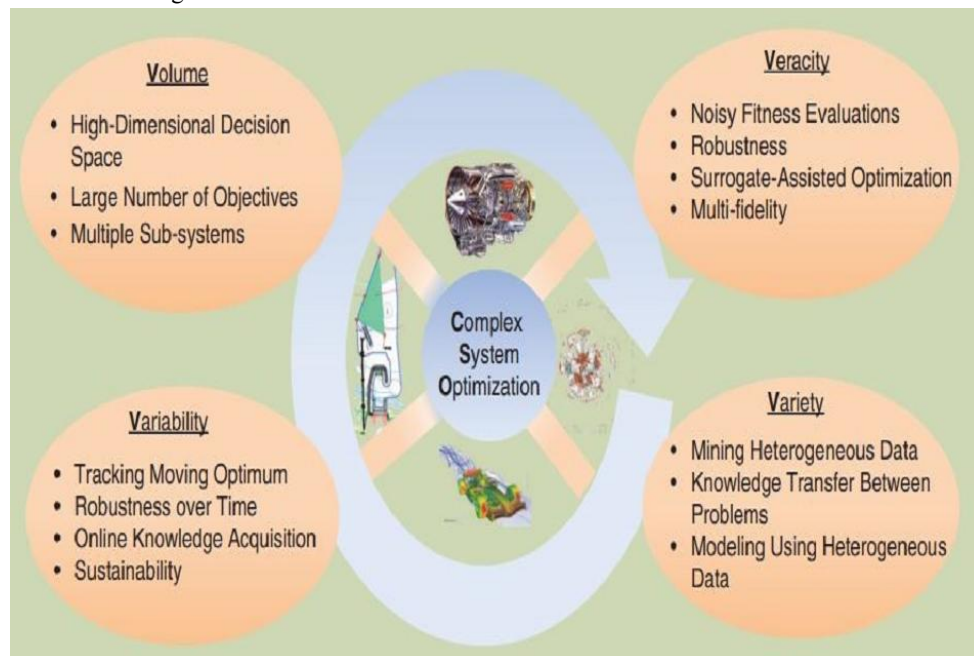 Volume
• High-Dimensional Decision
Space
• Large Number of Objectives
• Multiple Sub-systems
Veracity
• Noisy Fitness Evaluations
• Robustness
• Surrogate-Assisted Optimization
• Multi-fidelity
Complex
System
Optimization
Variability
• Tracking Moving Optimum
• Robustness over Time
• Online Knowledge Acquisition
• Sustainability
Variety
• Mining Heterogeneous Data
• Knowledge Transfer Between
Problems
• Modeling Using Heterogeneous
Data